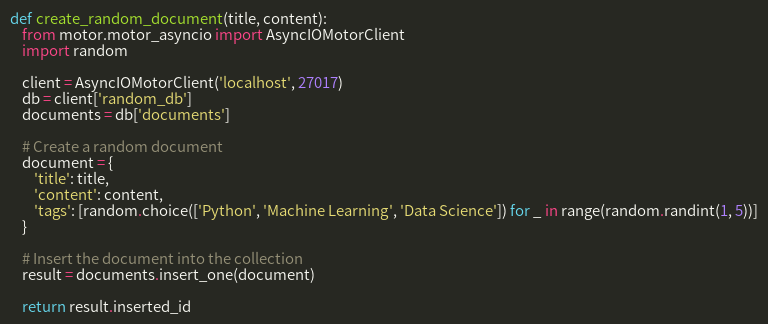 def create_random_document(title, content):
    from motor.motor_asyncio import AsyncIOMotorClient
    import random

    client = AsyncIOMotorClient('localhost', 27017)
    db = client['random_db']
    documents = db['documents']

    # Create a random document
    document = {
        'title': title,
        'content': content,
        'tags': [random.choice(['Python', 'Machine Learning', 'Data Science']) for _ in range(random.randint(1, 5))]
    }

    # Insert the document into the collection
    result = documents.insert_one(document)

    return result.inserted_id